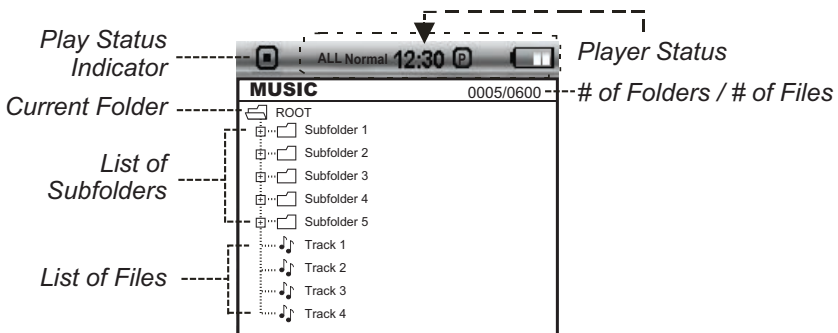 Play Status
Indicator
ALL Normal 12:30 P
Player Status
MUSIC
0005/0600
# of Folders / # of Files
Current Folder
ROOT
List of
Subfolders
Subfolder 1
Subfolder 2
Subfolder 3
Subfolder 4
Subfolder 5
List of Files
Track 1
Track 2
Track 3
Track 4